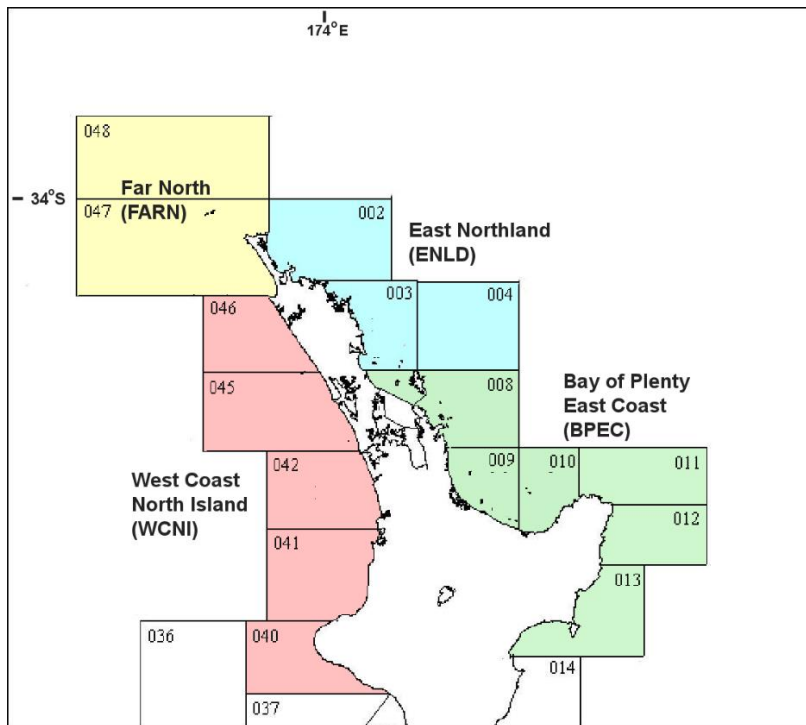 174°E
048
34°S
Far North
(FARN)
047
002
East Northland
(ENLD)
003
004
046
008
045
Bay of Plenty
East Coast
(BPEC)
042
009
010
011
West Coast
North Island
(WCNI)
012
041
013
036
040
014
037